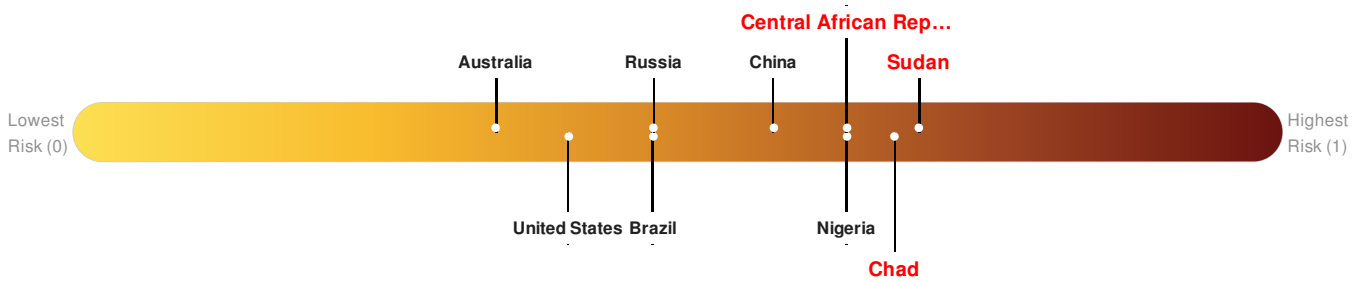 Central African Rep…
Australia
Russia
China
Sudan
Lowest
Risk (0)
Highest
Risk (1)
United States
Brazil
Nigeria
Chad